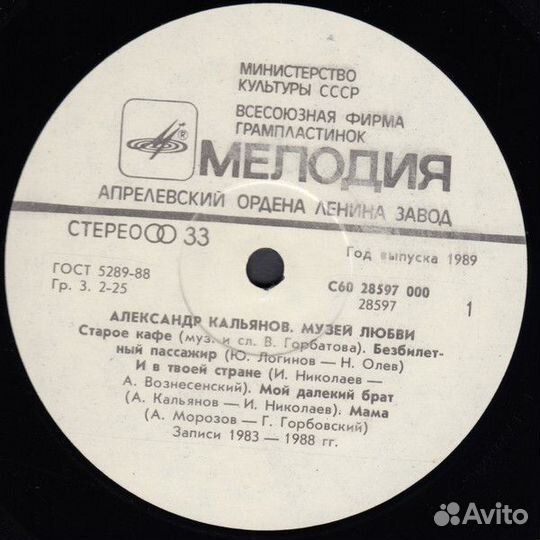 МИНИСТЕРСТВО
КУЛЬТУРЫ СССР
ВСЕСОЮЗНАЯ ФИРМА
ГРАМПЛАСТИНОК
®
МЕЛОДИЯ
АПРЕЛЕВСКИЙ ОРДЕНА ЛЕНИНА ЗАВОД
СТЕРЕО 33
Год выпуска 1989
ГОСТ 5289-88
Гр. 3. 2-25
С60 28597 000
28597
1
АЛЕКСАНДР КАЛЬЯНОВ. МУЗЕЙ ЛЮБВИ
Старое кафе (муз. и сл. В. Горбатова). Безбилет-
ный пассажир (Ю. Логинов — Н. Олев)
И в твоей стране (И. Николаев —
А. Вознесенский). Мой далекий брат
(А. Кальянов — И. Николаев). Мама
(А. Морозов — Г. Горбовский)
Записи 1983 — 1988 гг.
Avito